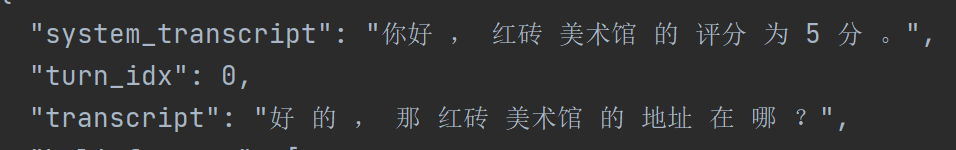 "system_transcript": "你好 ， 红砖 美术馆 的 评分 为 5 分 。",
"turn_idx": 0,
"transcript": "好 的 ， 那 红砖 美术馆 的 地址 在 哪 ？",